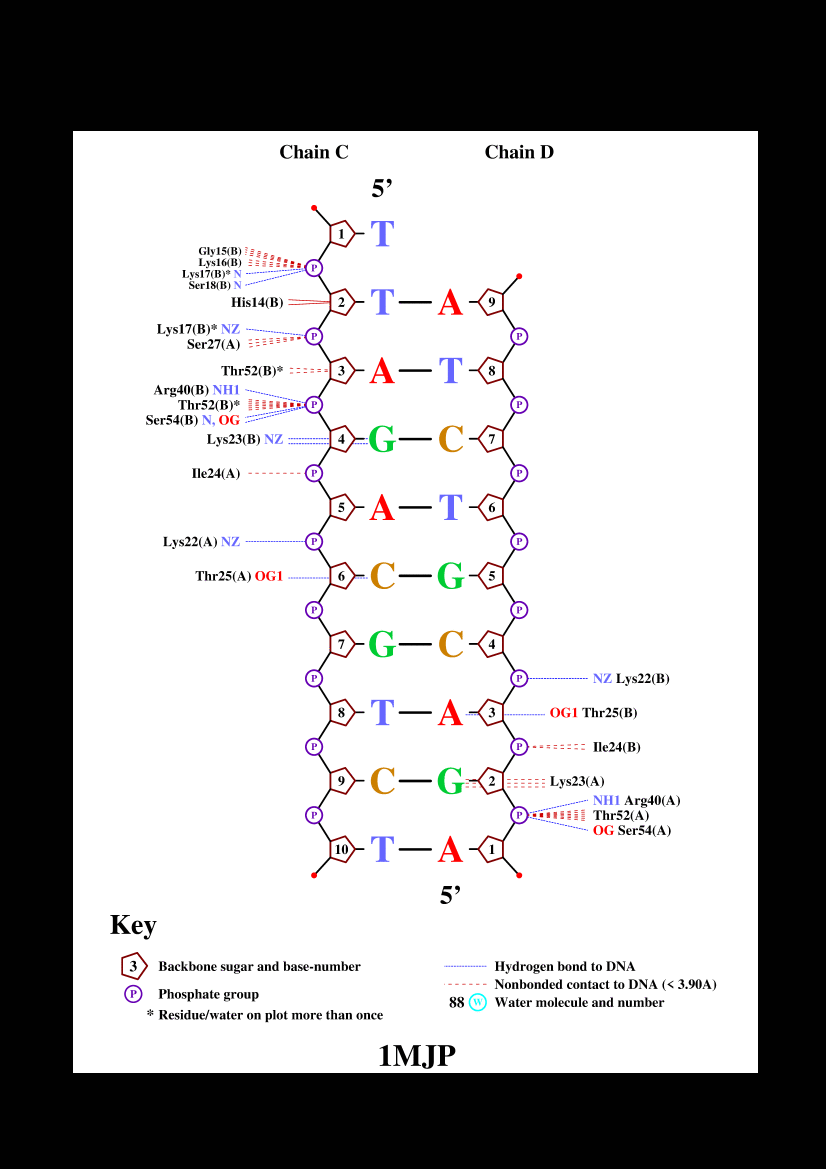 Chain C Chain D
5’
1 T
Gly15(B)
Lys16(B)
P
Lys17(B)* N
Ser18(B) N
His14(B) 2 T A 9
Lys17(B)* NZ P P
Ser27(A)
Thr52(B)* 3 A T 8
Arg40(B) NH1
Thr52(B)* P P
Ser54(B) N, OG
Lys23(B) NZ 4 G C 7
Ile24(A) P P
5 A T 6
Lys22(A) NZ P P
Thr25(A) OG1 6 C G 5
P P
7 G C 4
P P NZ Lys22(B)
8 T A 3 OG1 Thr25(B)
P P Ile24(B)
9 C G 2 Lys23(A)
NH1 Arg40(A)
P P Thr52(A)
OG Ser54(A)
10 T A 1
5’
Key
3 Backbone sugar and base-number
P Phosphate group
* Residue/water on plot more than once
Hydrogen bond to DNA
Nonbonded contact to DNA (< 3.90A)
88 W Water molecule and number
1MJP